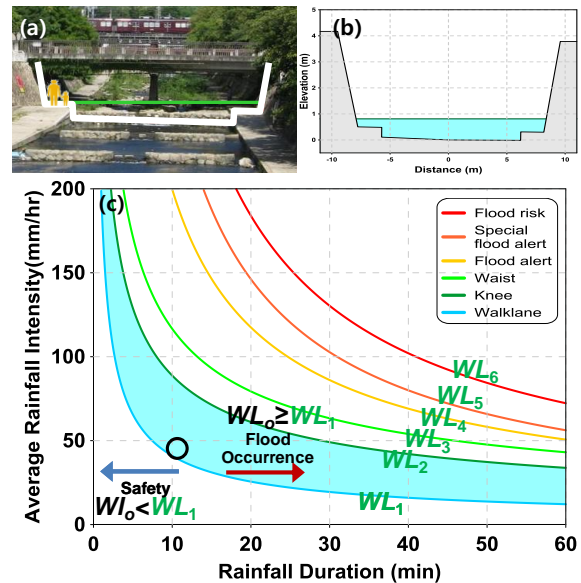 (a)
(b)
Elevation (m)
5
4
3
2
1
0
-10
-5
0
5
10
Distance (m)
(c)
Average Rainfall Intensity(mm/hr)
200
150
100
50
0
Flood risk
Special
flood alert
Flood alert
Waist
Knee
Walklane
WL6
WL5
WL4
WL3
WL2
WL1
WLo≥WL1
Flood
Occurrence
Safety
Wlo<WL1
0
10
20
30
40
50
60
Rainfall Duration (min)